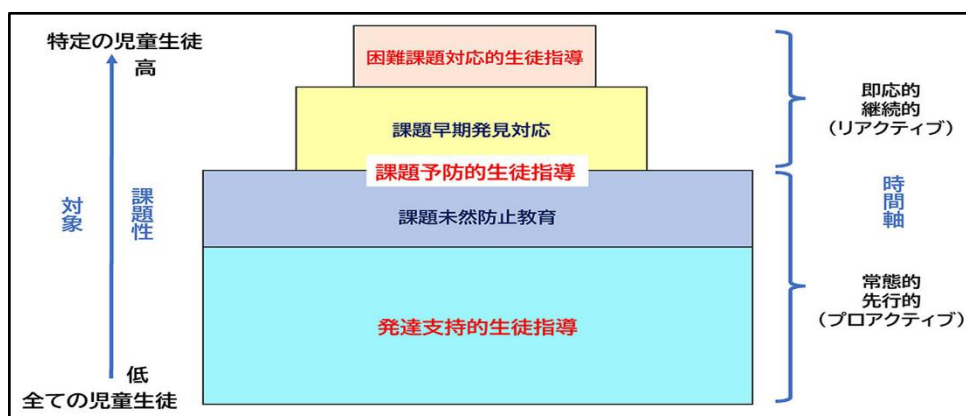 特定の児童生徒
高
困難課題対応的生徒指導
即応的
継続的
(リアクティブ)
課題早期発見対応
課題予防的生徒指導
対象
課題性
課題未然防止教育
時間軸
常態的
先行的
(プロアクティブ)
発達支持的生徒指導
低
全ての児童生徒